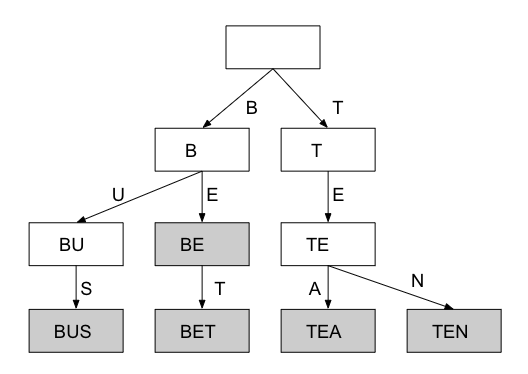 B T
B T
U E E
BU BE TE
S T A N
BUS BET TEA TEN